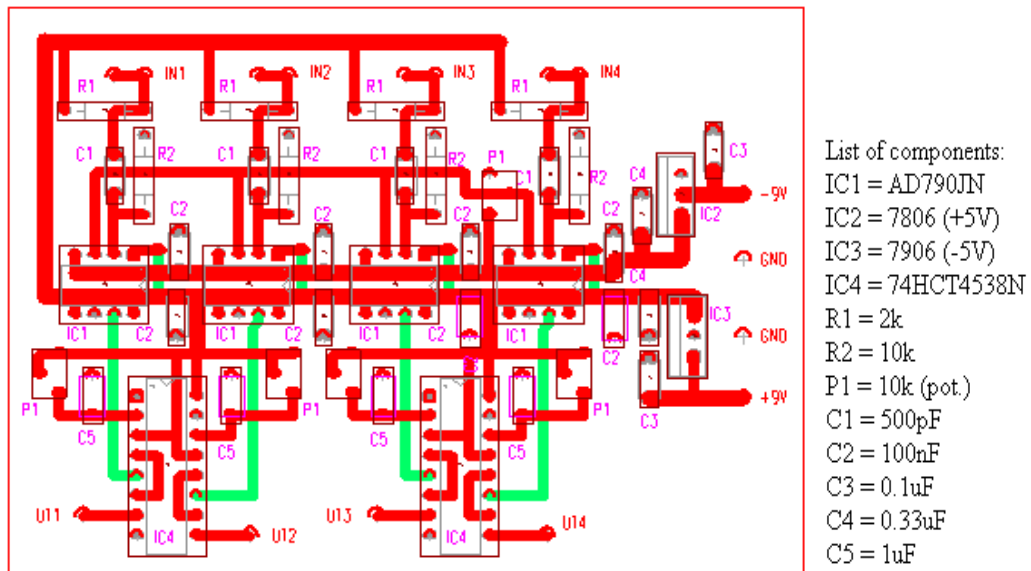 IN1 IN2 IN3 IN4
R1 R1 R1 R1
C1 R2 C1 R2 C1 R2 P1 C1 R2 C4 C3
C2 C2 C2 C2 IC2 -9V
C4 GND
IC1 C2 IC1 C2 IC1 C2 IC1 C2 IC3 GND
P1 C5 C5 P1 P1 C3 C5 C5 P1 C3 +9V
U11 IC4 U12 U13 IC4 U14
List of components:
IC1 = AD790JN
IC2 = 7806 (+5V)
IC3 = 7906 (-5V)
IC4 = 74HCT4538N
R1 = 2k
R2 = 10k
P1 = 10k (pot.)
C1 = 500pF
C2 = 100nF
C3 = 0.1uF
C4 = 0.33uF
C5 = 1uF